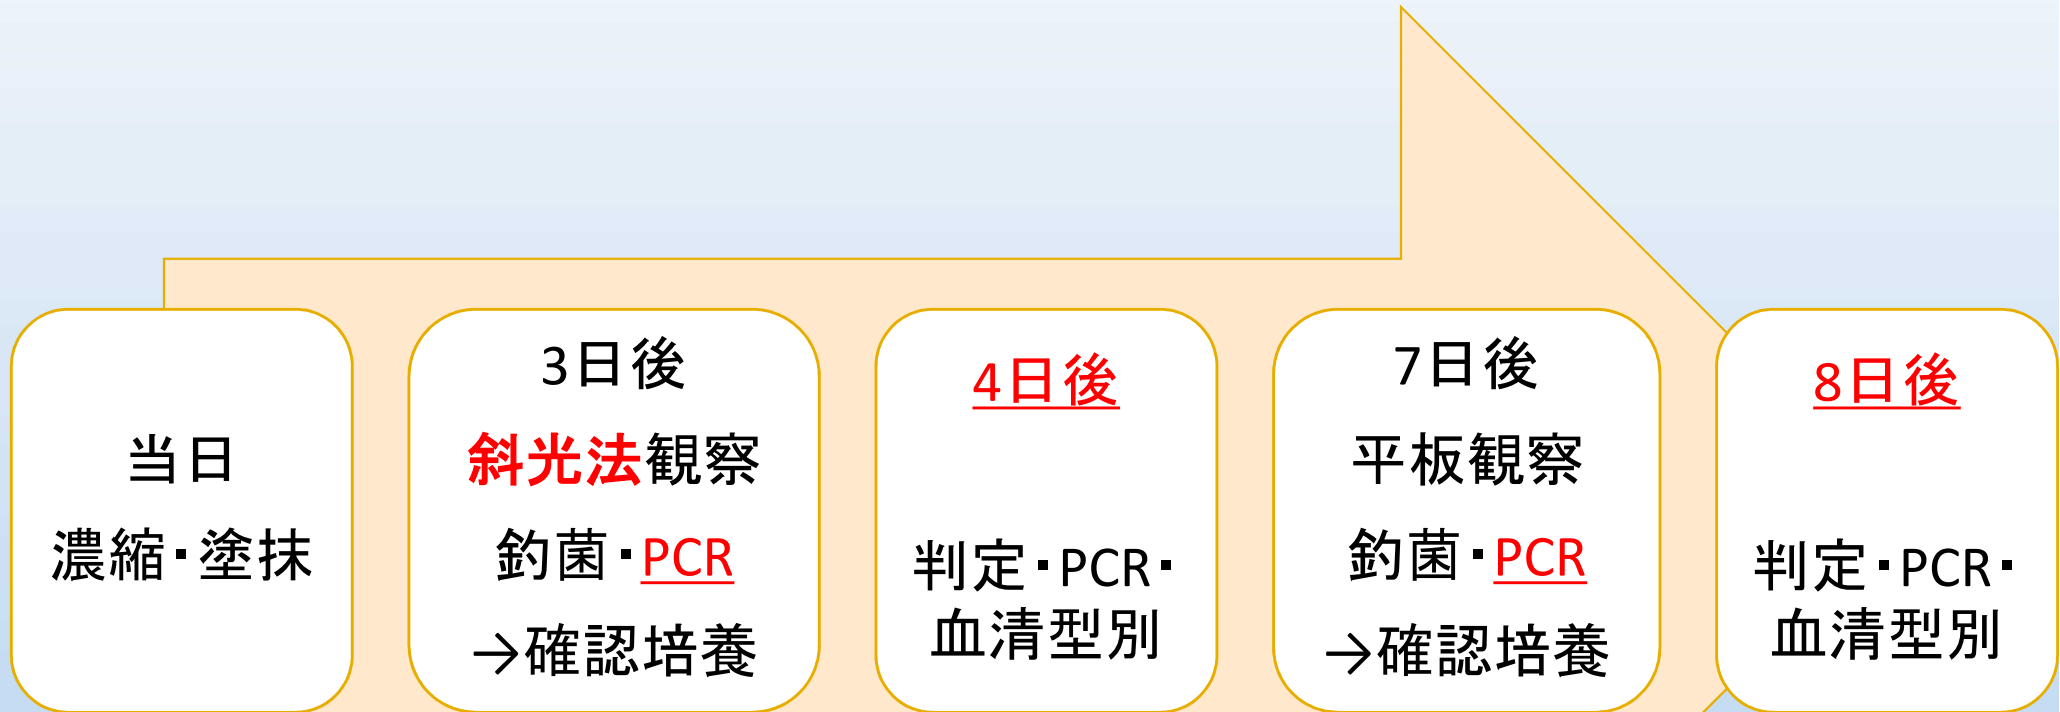 当日
濃縮・塗抹
3日後
斜光法観察
釣菌・PCR
→確認培養
4日後
判定・PCR・
血清型別
7日後
平板観察
釣菌・PCR
→確認培養
8日後
判定・PCR・
血清型別